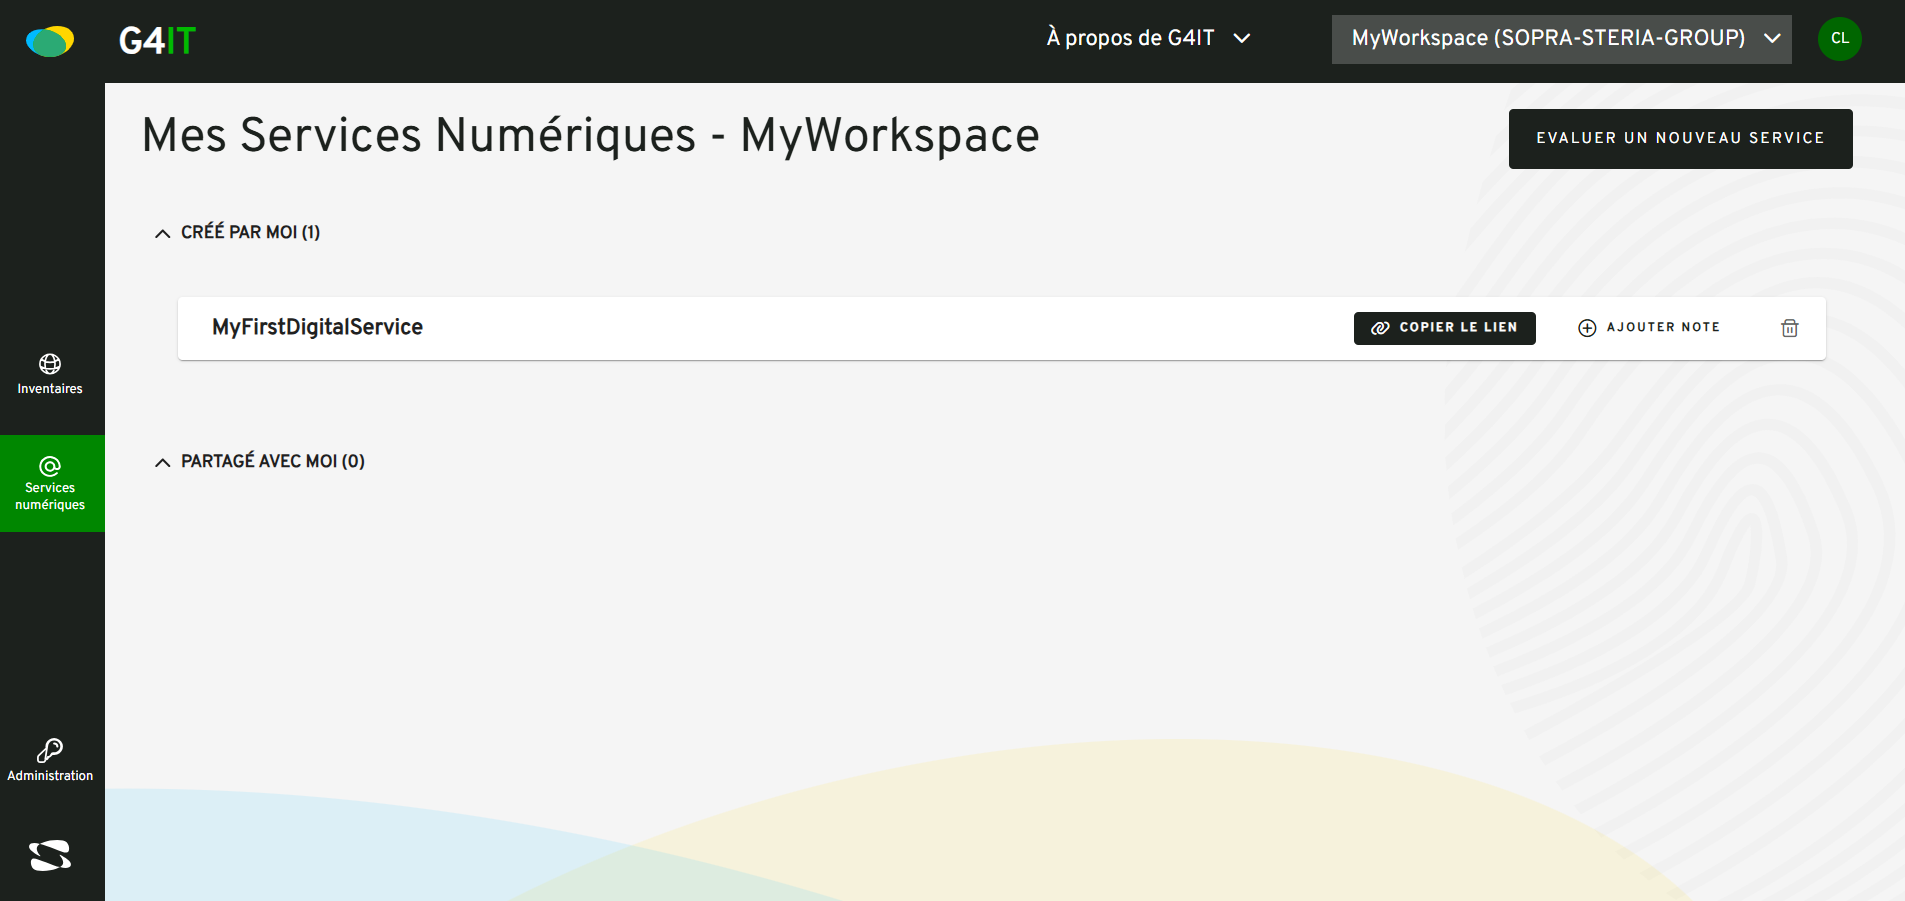 G4IT
À propos de G4IT
MyWorkspace (SOPRA-STERIA-GROUP)
CL
Mes Services Numériques - MyWorkspace
EVALUER UN NOUVEAU SERVICE
CRÉÉ PAR MOI (1)
MyFirstDigitalService
COPIER LE LIEN
AJOUTER NOTE
Inventaires
PARTAGÉ AVEC MOI (0)
Services
numériques
Administration